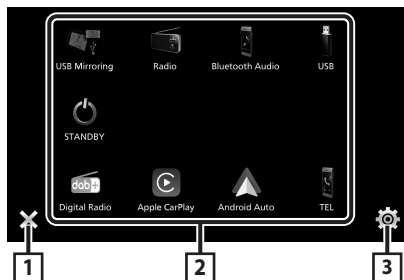 USB Mirroring Radio Bluetooth Audio USB
STANDBY
dab+
Digital Radio Apple CarPlay Android Auto TEL
1 2 3